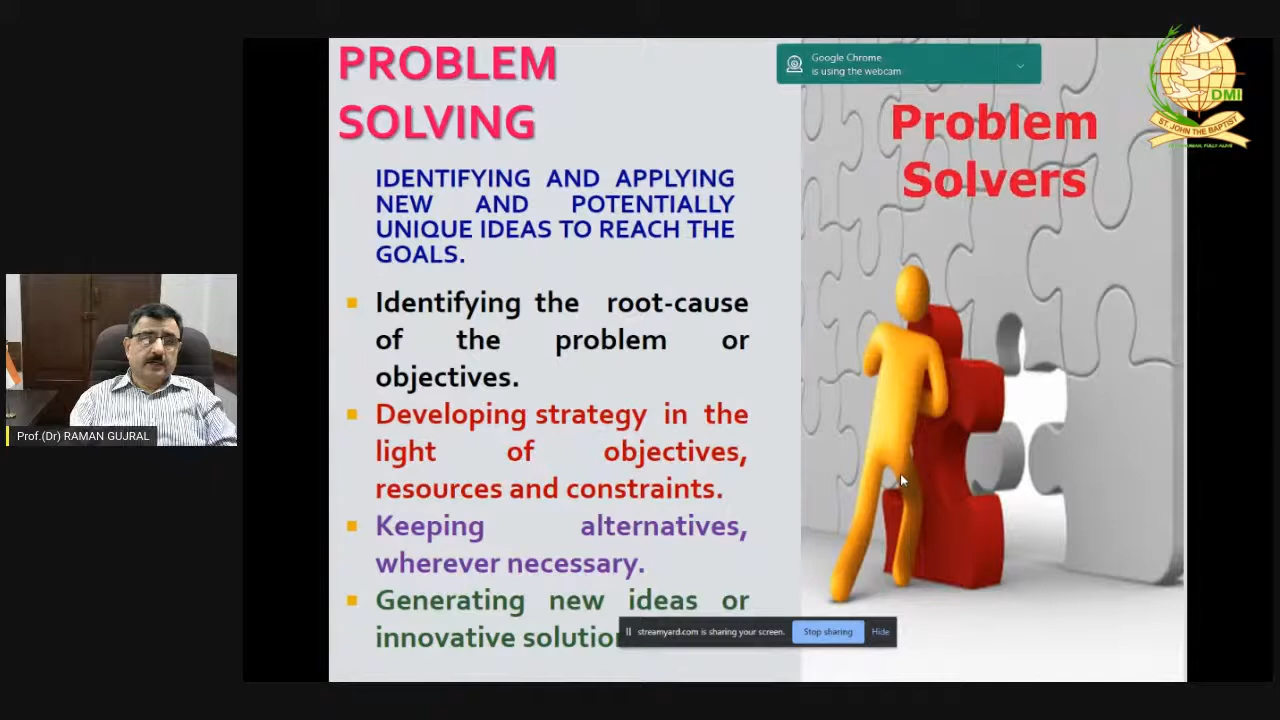 PROBLEM
SOLVING
IDENTIFYING AND APPLYING
NEW AND POTENTIALLY
UNIQUE IDEAS TO REACH THE
GOALS.
Identifying the root-cause
of the problem or
objectives.
Developing strategy in the
light of objectives,
resources and constraints.
Keeping alternatives,
wherever necessary.
Generating new ideas or
innovative solution
Google Chrome
is using the webcam
Problem
Solvers
DMI
ST. JOHN THE BAPTIST
Prof.(Dr) RAMAN GUJRAL
streamyard.com is sharing your screen.
Stop sharing
Hide